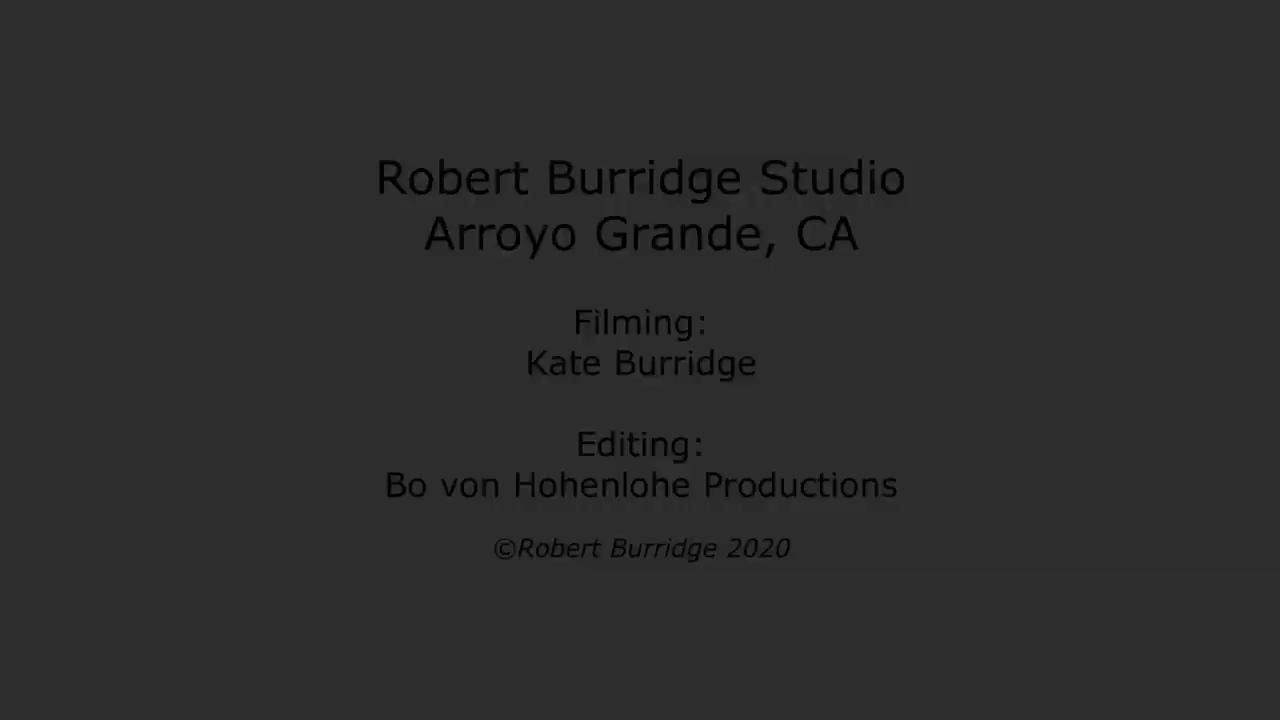 Robert Burridge Studio
Arroyo Grande, CA
Filming:
Kate Burridge
Editing:
Bo von Hohenlohe Productions
©Robert Burridge 2020